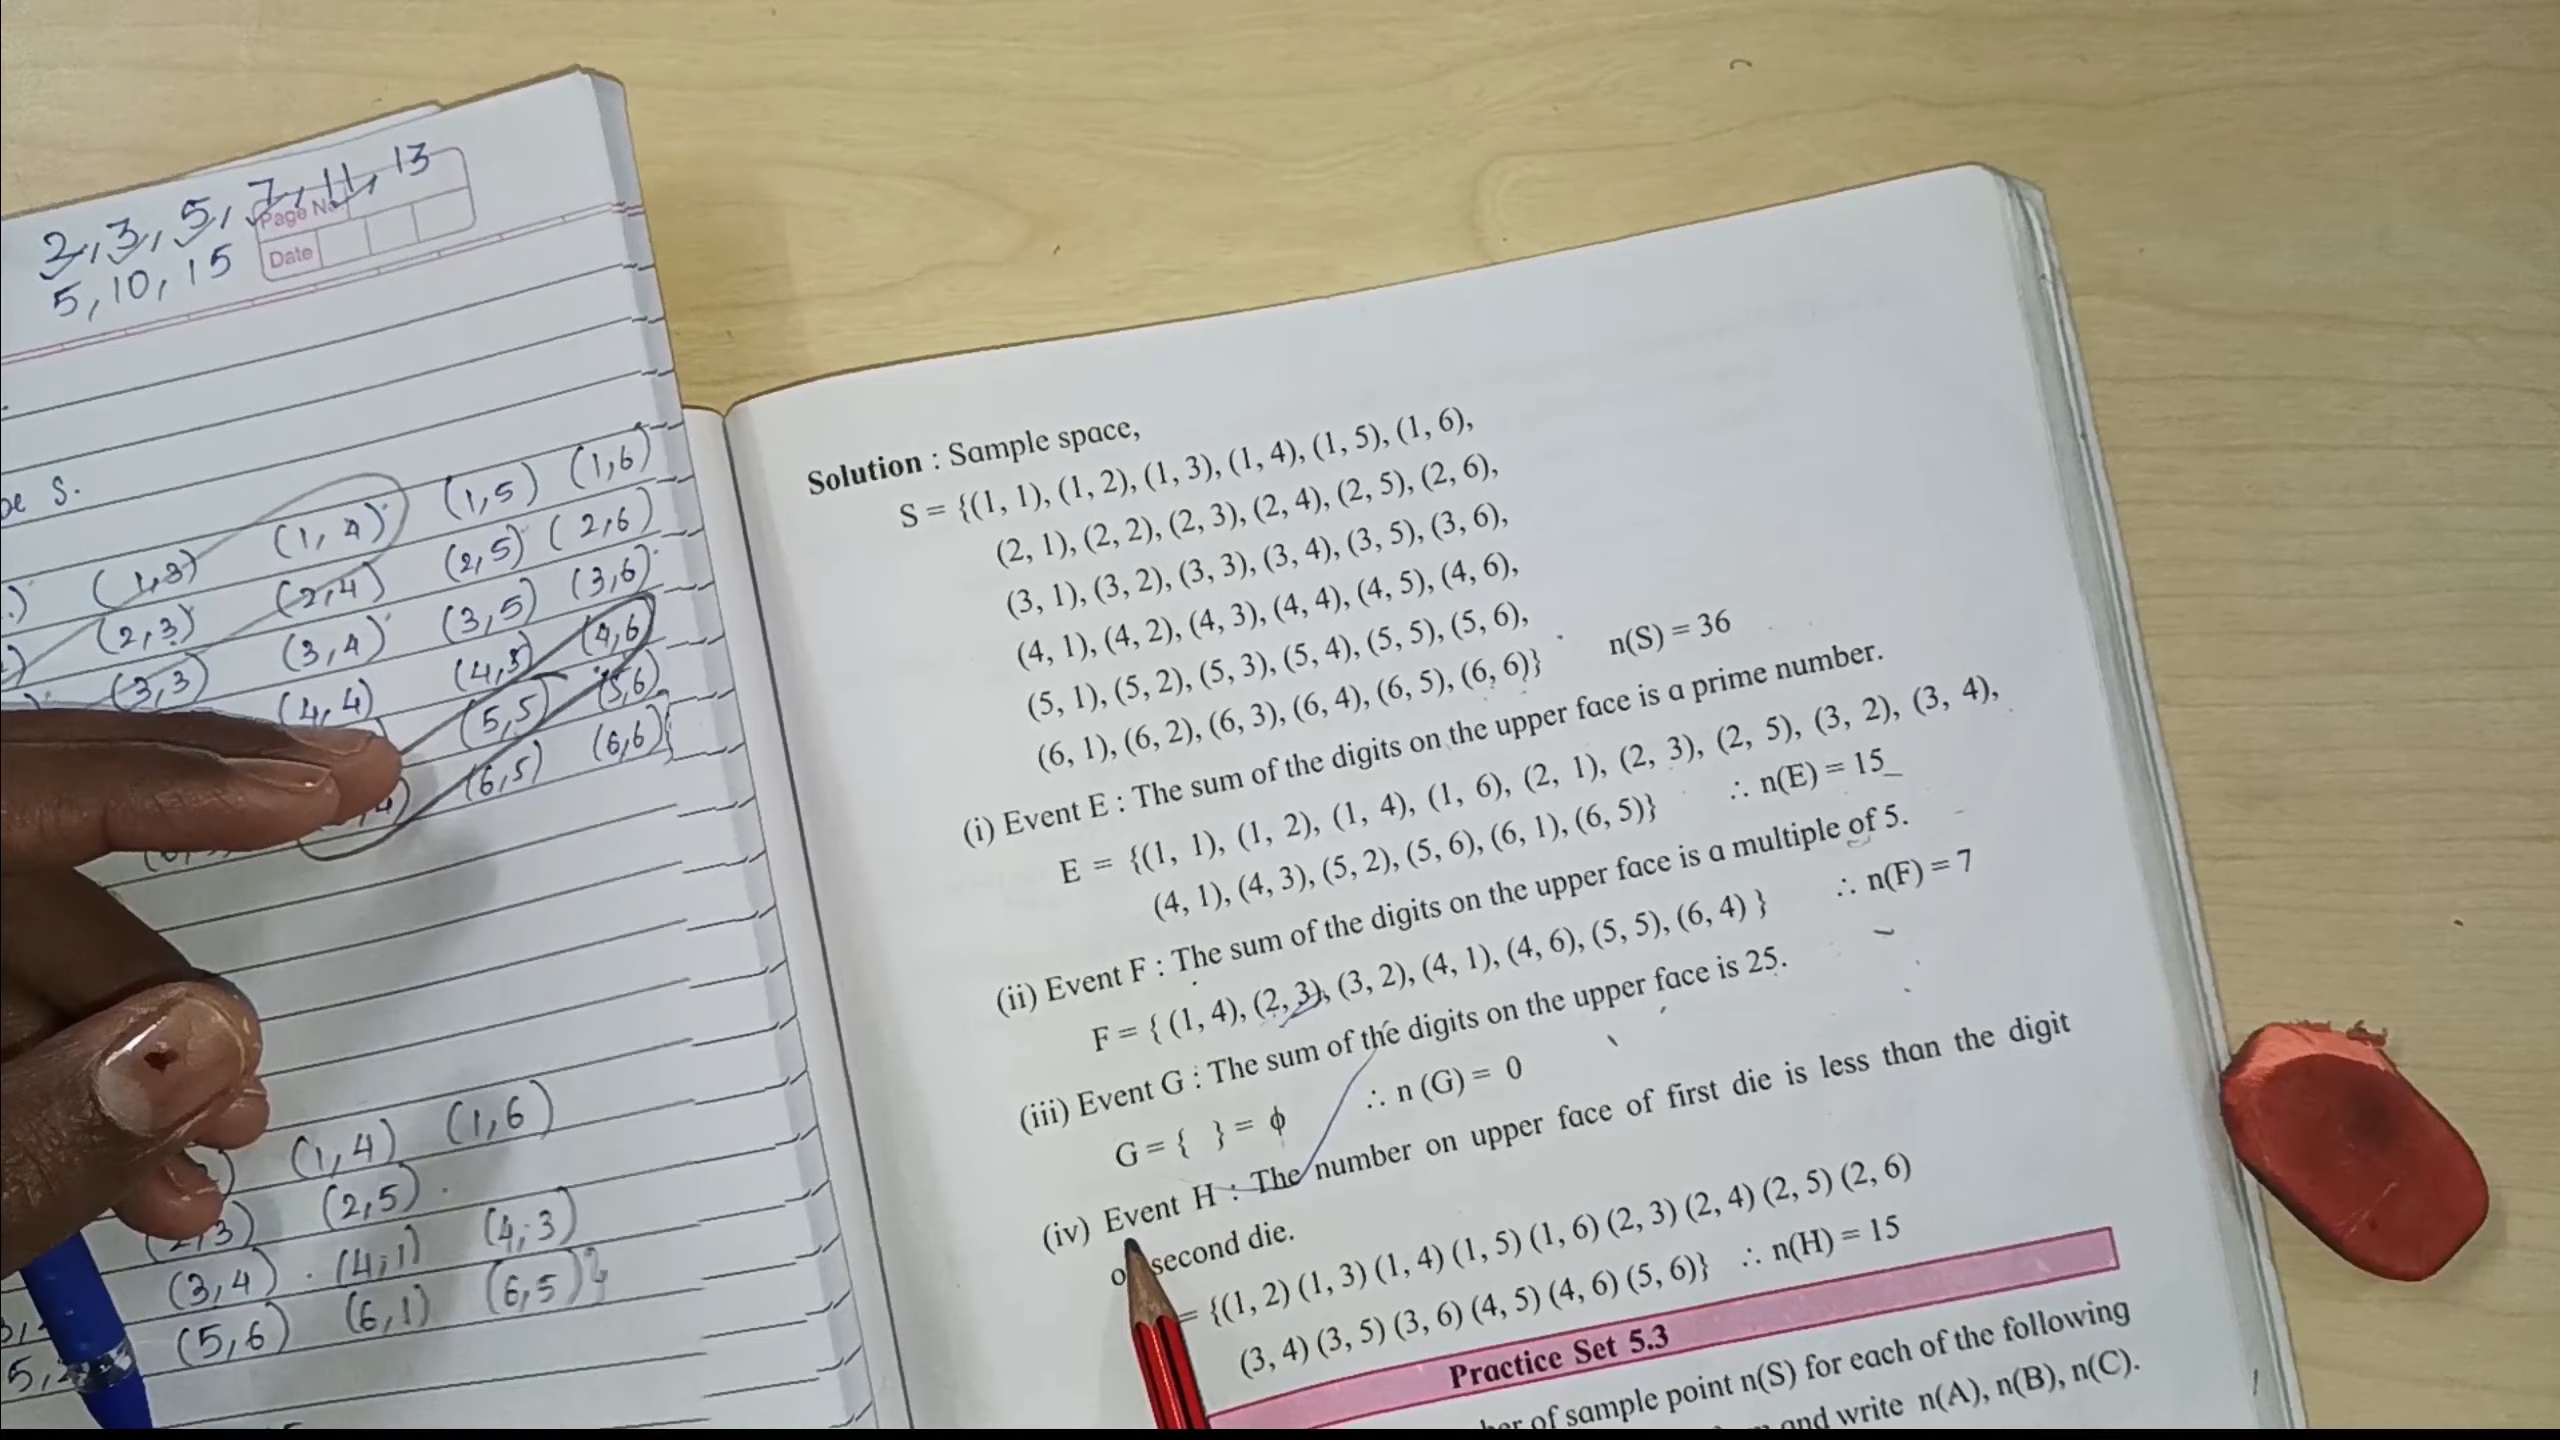 2, 3, 5, 7, 11, 13
5, 10, 15
Page No.
Date
S.
(1,3) (1,4) (1,5) (1,6)
(2,3) (2,4) (2,5) (2,6)
(3,3) (3,4) (3,5) (3,6)
(4,4) (4,5) (4,6)
(5,5) (5,6)
(6,5) (6,6)}
(1,4) (1,6)
(2,5)
(3,4) (4,1) (4,3)
(5,6) (6,1) (6,5)}
Solution : Sample space,
S = {(1, 1), (1, 2), (1, 3), (1, 4), (1, 5), (1, 6),
(2, 1), (2, 2), (2, 3), (2, 4), (2, 5), (2, 6),
(3, 1), (3, 2), (3, 3), (3, 4), (3, 5), (3, 6),
(4, 1), (4, 2), (4, 3), (4, 4), (4, 5), (4, 6),
(5, 1), (5, 2), (5, 3), (5, 4), (5, 5), (5, 6),
(6, 1), (6, 2), (6, 3), (6, 4), (6, 5), (6, 6)} n(S) = 36
(i) Event E : The sum of the digits on the upper face is a prime number.
E = {(1, 1), (1, 2), (1, 4), (1, 6), (2, 1), (2, 3), (2, 5), (3, 2), (3, 4),
(4, 1), (4, 3), (5, 2), (5, 6), (6, 1), (6, 5)} ∴ n(E) = 15
(ii) Event F : The sum of the digits on the upper face is a multiple of 5.
F = { (1, 4), (2, 3), (3, 2), (4, 1), (4, 6), (5, 5), (6, 4) } ∴ n(F) = 7
(iii) Event G : The sum of the digits on the upper face is 25.
G = { } = ϕ ∴ n (G) = 0
(iv) Event H : The number on upper face of first die is less than the digit
second die.
= {(1, 2) (1, 3) (1, 4) (1, 5) (1, 6) (2, 3) (2, 4) (2, 5) (2, 6)
(3, 4) (3, 5) (3, 6) (4, 5) (4, 6) (5, 6)} ∴ n(H) = 15
Practice Set 5.3
of sample point n(S) for each of the following
and write n(A), n(B), n(C).